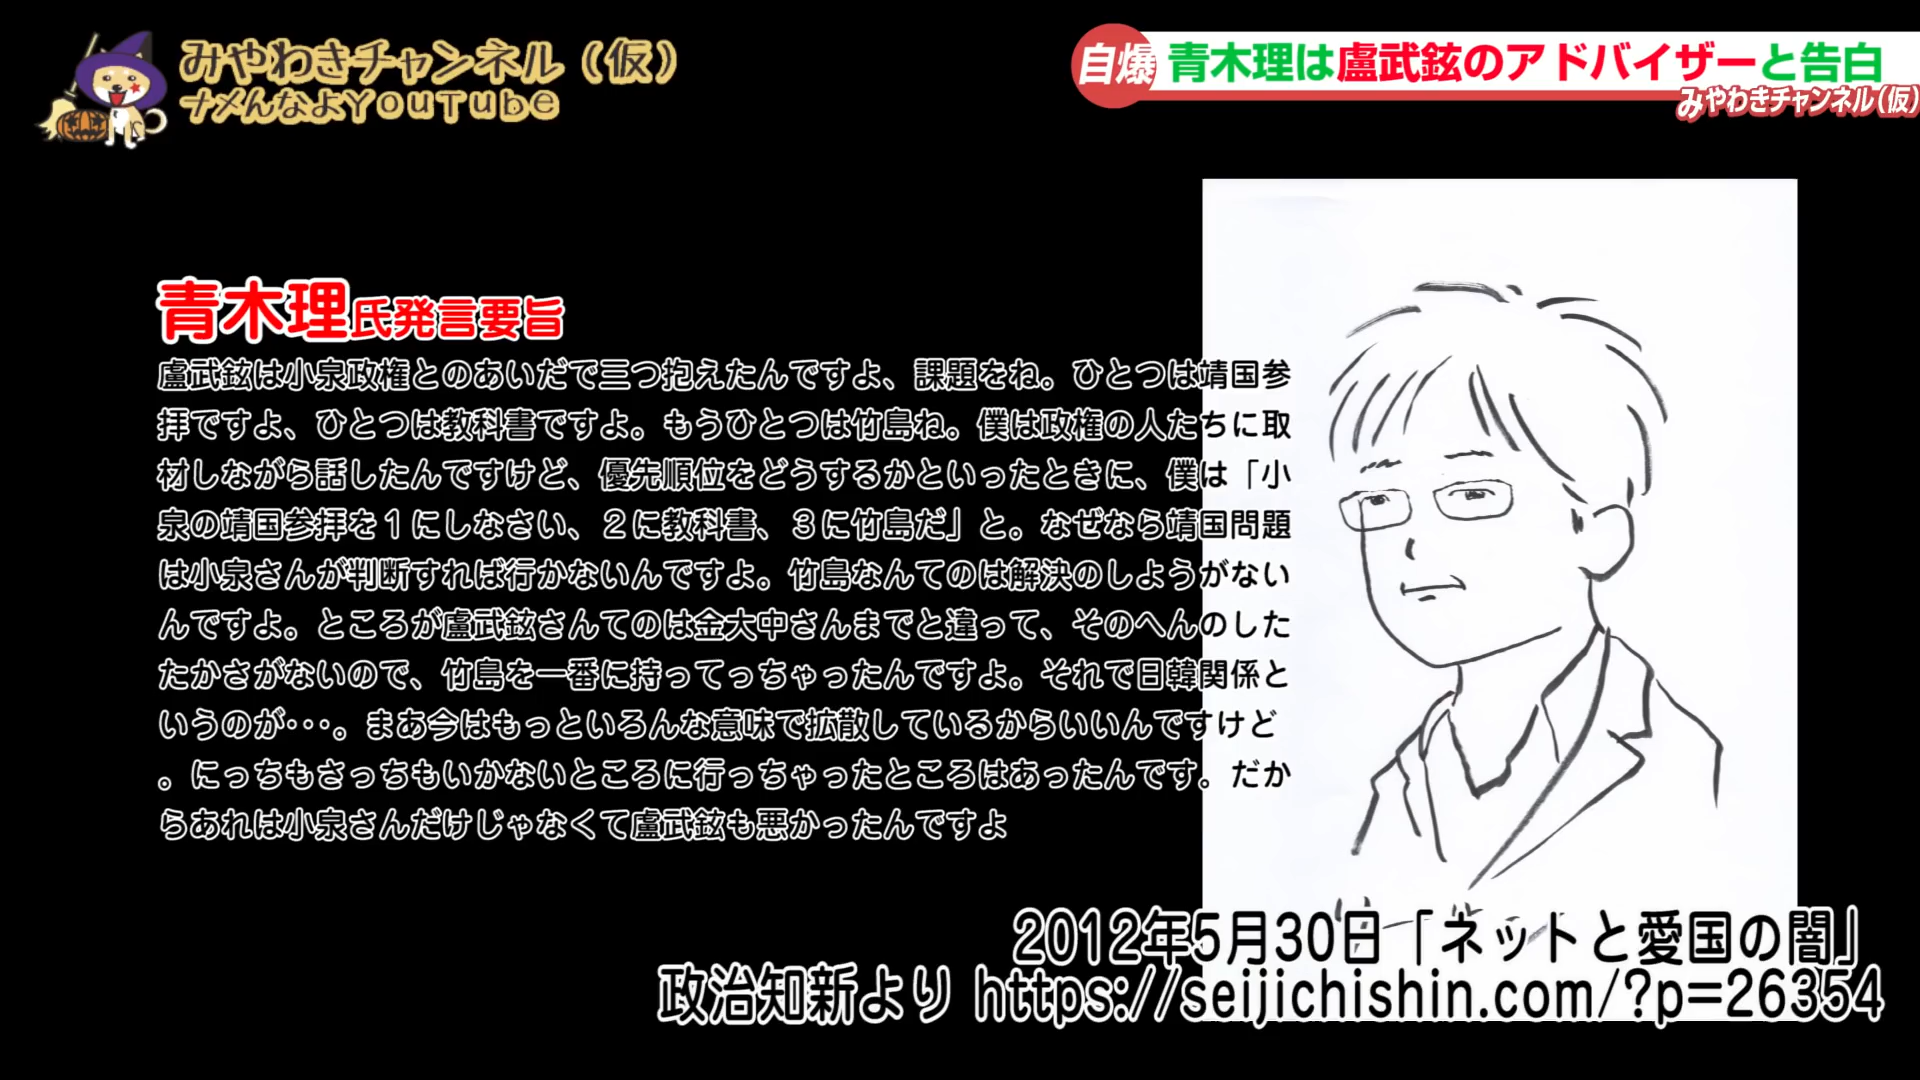 みやわきチャンネル（仮）
ナメんなよYouTube
自爆 青木理は盧武鉉のアドバイザーと告白
みやわきチャンネル(仮)
青木理氏発言要旨
盧武鉉は小泉政権とのあいだで三つ抱えたんですよ、課題をね。ひとつは靖国参
拝ですよ、ひとつは教科書ですよ。もうひとつは竹島ね。僕は政権の人たちに取
材しながら話したんですけど、優先順位をどうするかといったときに、僕は「小
泉の靖国参拝を１にしなさい、２に教科書、３に竹島だ」と。なぜなら靖国問題
は小泉さんが判断すれば行かないんですよ。竹島なんてのは解決のしようがない
んですよ。ところが盧武鉉さんてのは金大中さんまでと違って、そのへんのした
たかさがないので、竹島を一番に持ってっちゃったんですよ。それで日韓関係と
いうのが･･･。まあ今はもっといろんな意味で拡散しているからいいんですけど
。にっちもさっちもいかないところに行っちゃったところはあったんです。だか
らあれは小泉さんだけじゃなくて盧武鉉も悪かったんですよ
2012年5月30日「ネットと愛国の闇」
政治知新より https://seijichishin.com/?p=26354